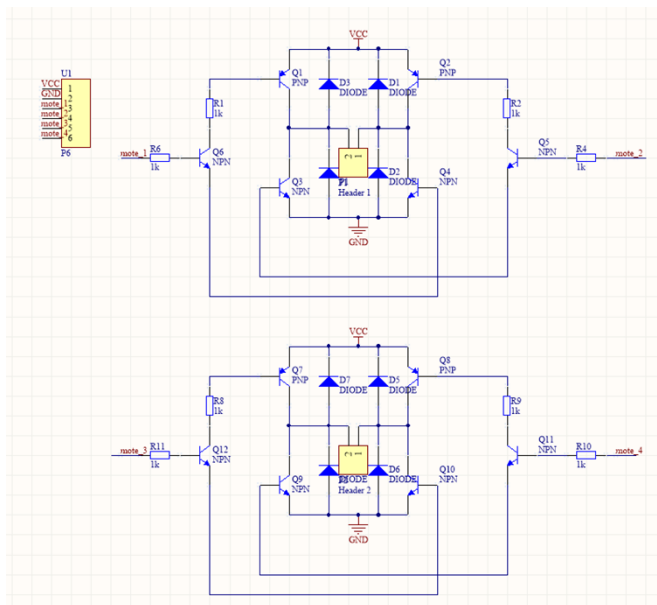 VCC
Q2
PNP
U1
Q1
PNP
D3
DIODE
D1
DIODE
VCC
GND
mote_1
mote_2
mote_3
mote_4
1
2
3
4
5
6
P6
R1
1k
R2
1k
mote_1
R6
1k
Q6
NPN
2
1
Q5
NPN
R4
1k
mote_2
Q3
NPN
D2
DIODE
Q4
NPN
Header 1
GND
VCC
Q7
PNP
D7
DIODE
D5
DIODE
Q8
PNP
R8
1k
R9
1k
mote_3
R11
1k
Q12
NPN
2
1
Q11
NPN
R10
1k
mote_4
Q9
NPN
D6
DIODE
Q10
NPN
Header 2
GND